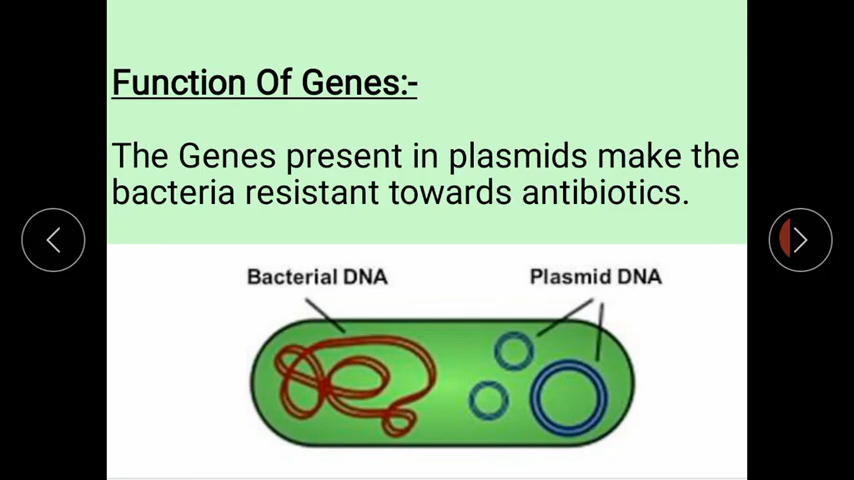 Function Of Genes:-
The Genes present in plasmids make the
bacteria resistant towards antibiotics.
Bacterial DNA
Plasmid DNA